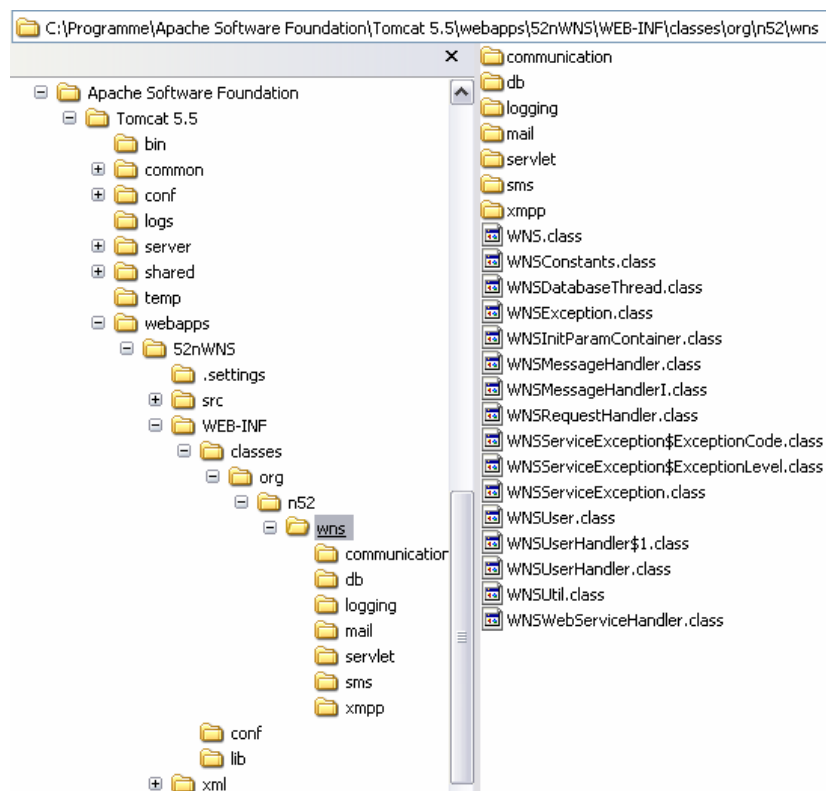 C:\Programme\Apache Software Foundation\Tomcat 5.5\webapps\52nWNS\WEB-INF\classes\org\n52\wns
Apache Software Foundation
Tomcat 5.5
bin
common
conf
logs
server
shared
temp
webapps
52nWNS
.settings
src
WEB-INF
classes
org
n52
wns
communication
db
logging
mail
servlet
sms
xmpp
conf
lib
xml
communication
db
logging
mail
servlet
sms
xmpp
WNS.class
WNSConstants.class
WNSDatabaseThread.class
WNSException.class
WNSInitParamContainer.class
WNSMessageHandler.class
WNSMessageHandlerI.class
WNSRequestHandler.class
WNSServiceException$ExceptionCode.class
WNSServiceException$ExceptionLevel.class
WNSServiceException.class
WNSUser.class
WNSUserHandler$1.class
WNSUserHandler.class
WNSUtil.class
WNSWebServiceHandler.class